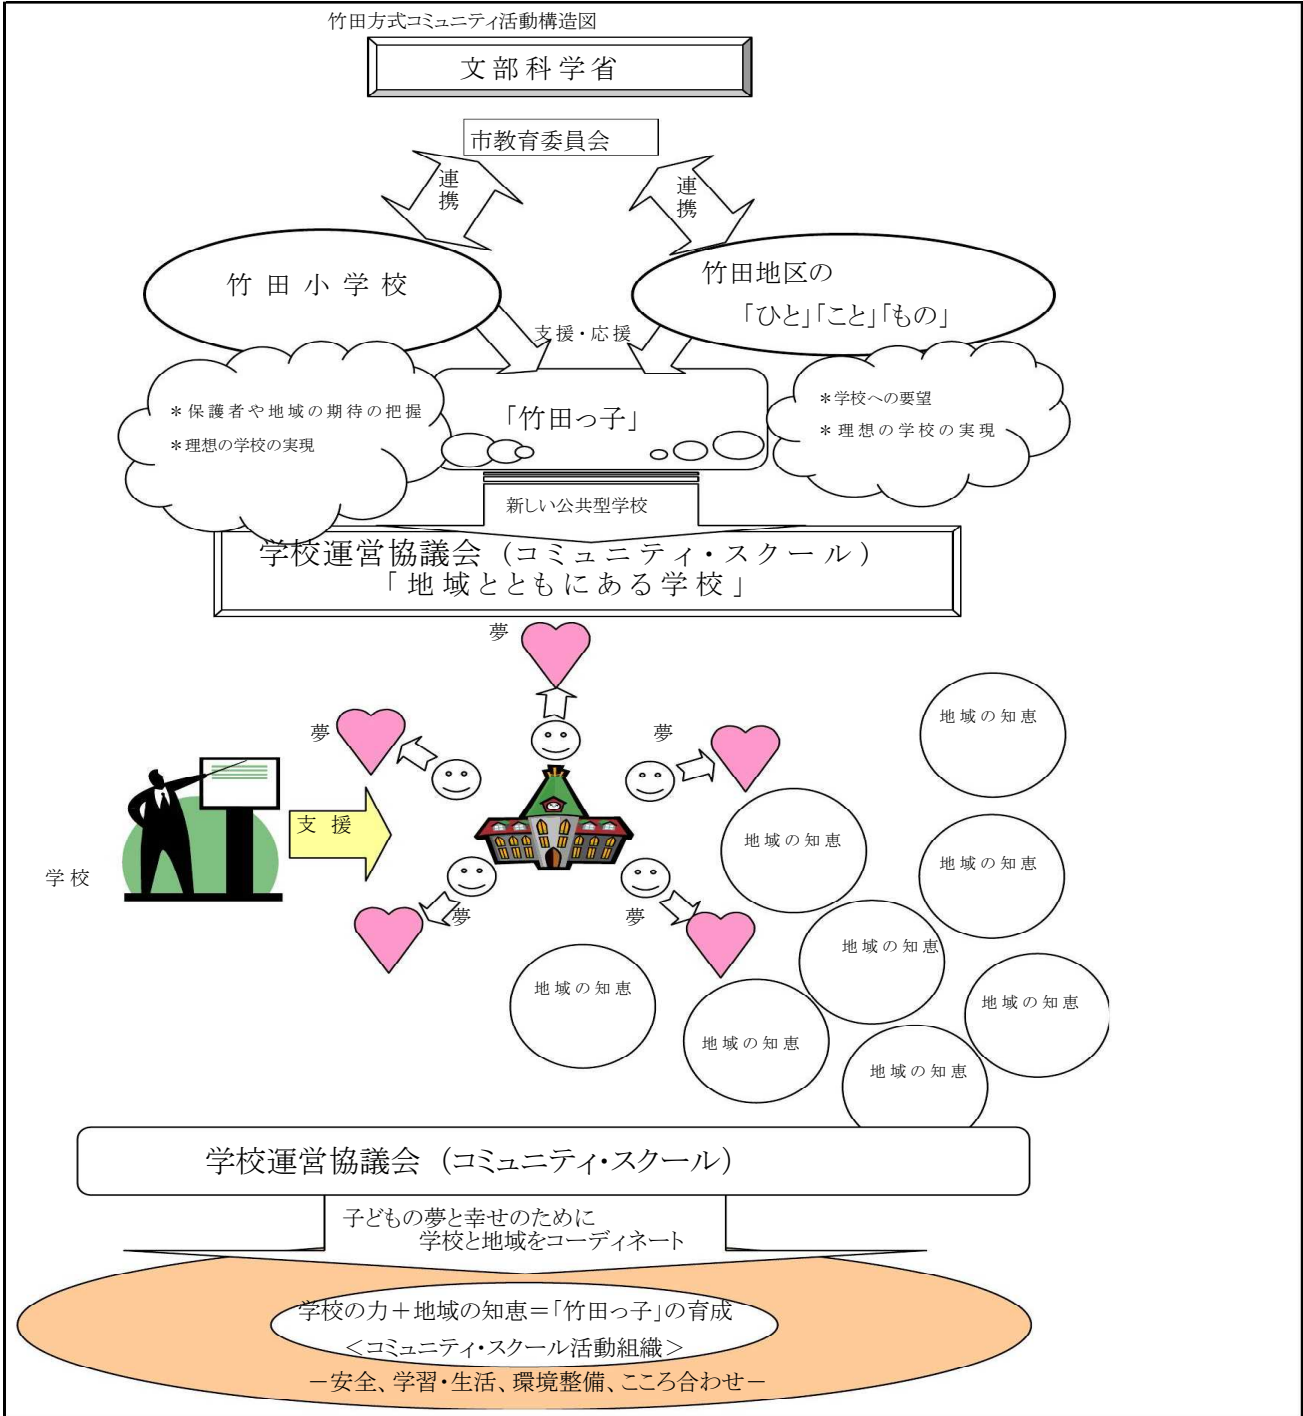 竹田方式コミュニティ活動構造図
文部科学省
市教育委員会
連携
連携
竹田小学校
竹田地区の
「ひと」「こと」「もの」
支援・応援
＊保護者や地域の期待の把握
＊理想の学校の実現
「竹田っ子」
＊学校への要望
＊理想の学校の実現
新しい公共型学校
学校運営協議会（コミュニティ・スクール）
「地域とともにある学校」
夢
夢
夢
地域の知恵
支援
地域の知恵
地域の知恵
学校
夢
夢
地域の知恵
地域の知恵
地域の知恵
地域の知恵
地域の知恵
学校運営協議会（コミュニティ・スクール）
子どもの夢と幸せのために
学校と地域をコーディネート
学校の力＋地域の知恵＝「竹田っ子」の育成
＜コミュニティ・スクール活動組織＞
－安全、学習・生活、環境整備、こころ合わせ－